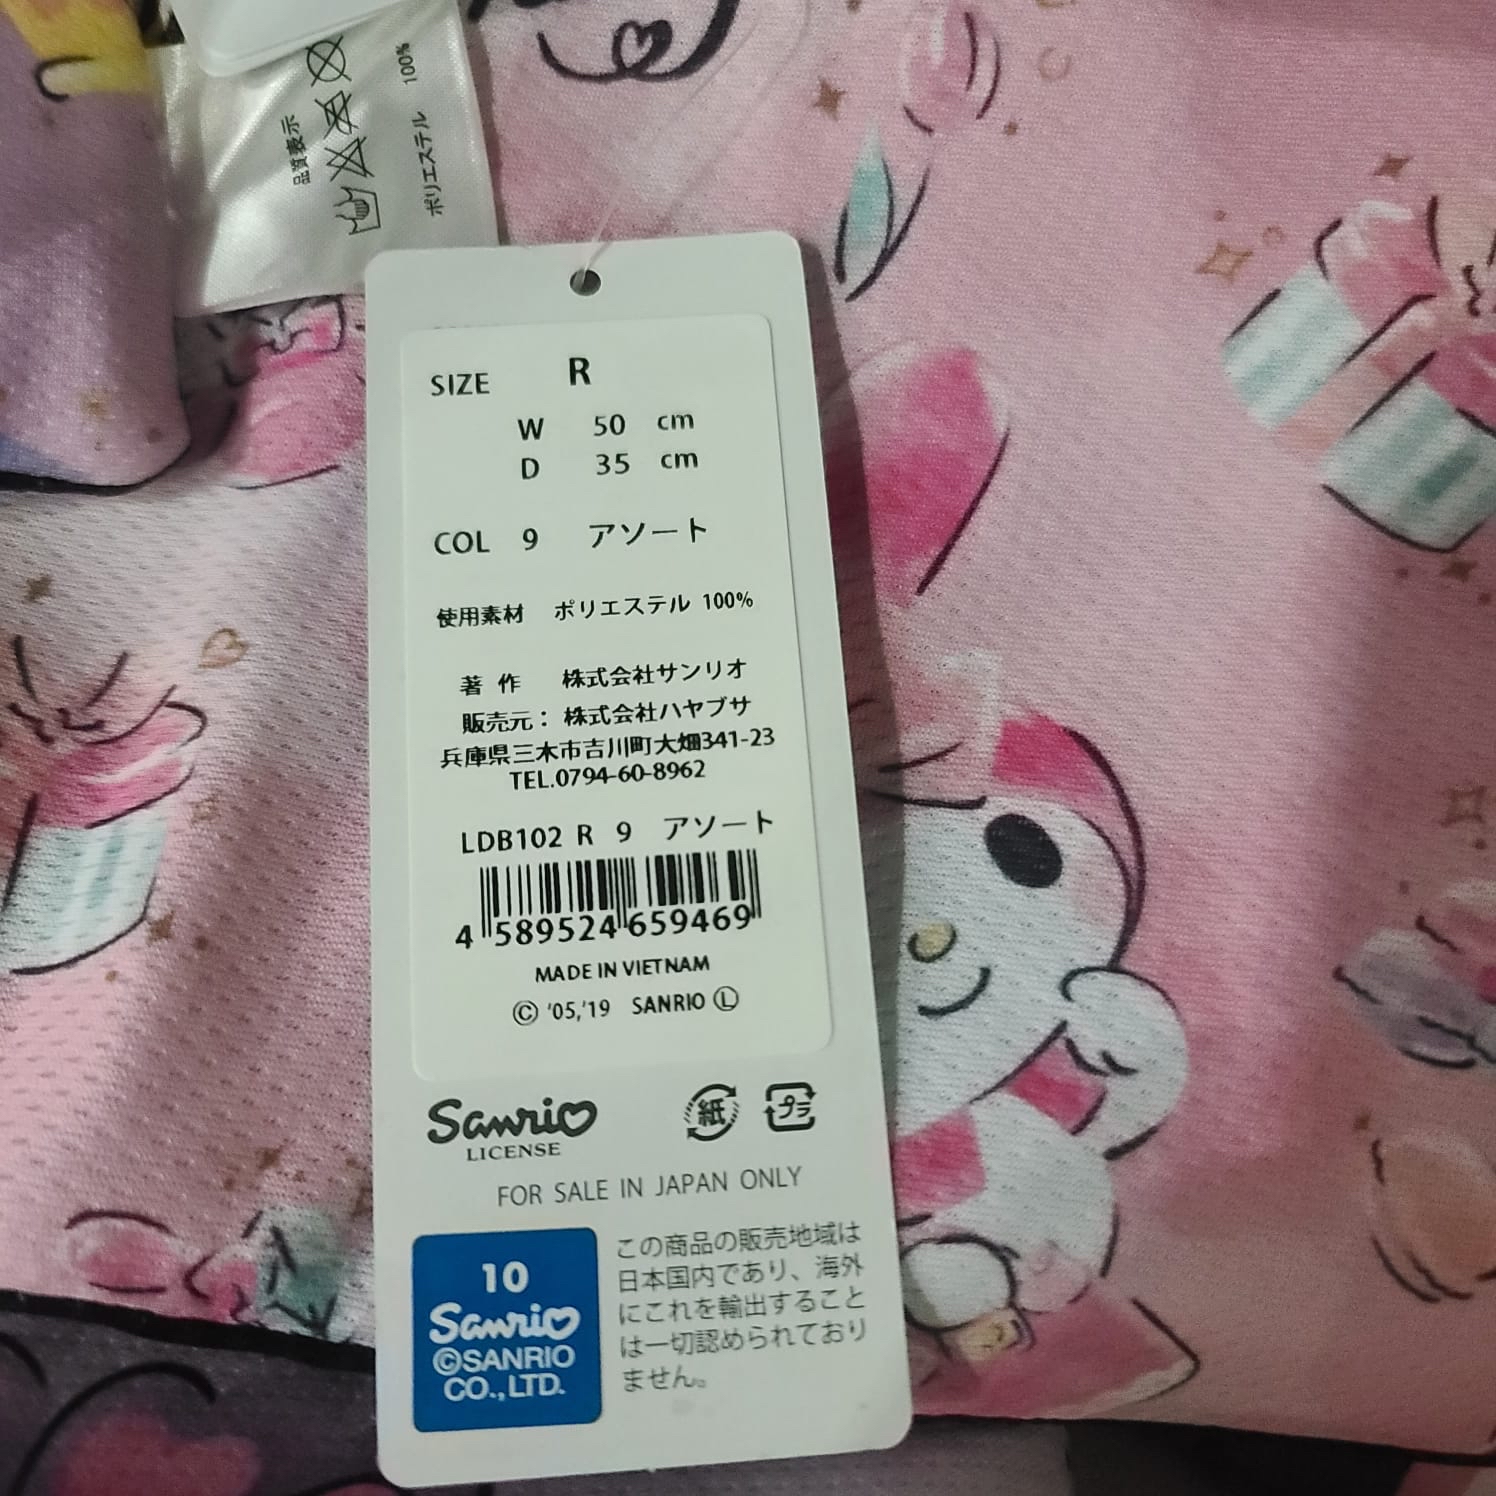 品質表示
ポリエステル 100%
SIZE R
W 50 cm
D 35 cm
COL 9 アソート
使用素材 ポリエステル 100%
著 作 株式会社サンリオ
販売元：株式会社ハヤブサ
兵庫県三木市吉川町大畑341-23
TEL.0794-60-8962
LDB102 R 9 アソート
4 589524 659469
MADE IN VIETNAM
© '05,'19 SANRIO Ⓛ
Sanrio
LICENSE
紙
プラ
FOR SALE IN JAPAN ONLY
10
Sanrio
©SANRIO
CO.,LTD.
この商品の販売地域は
日本国内であり、海外
にこれを輸出すること
は一切認められており
ません。